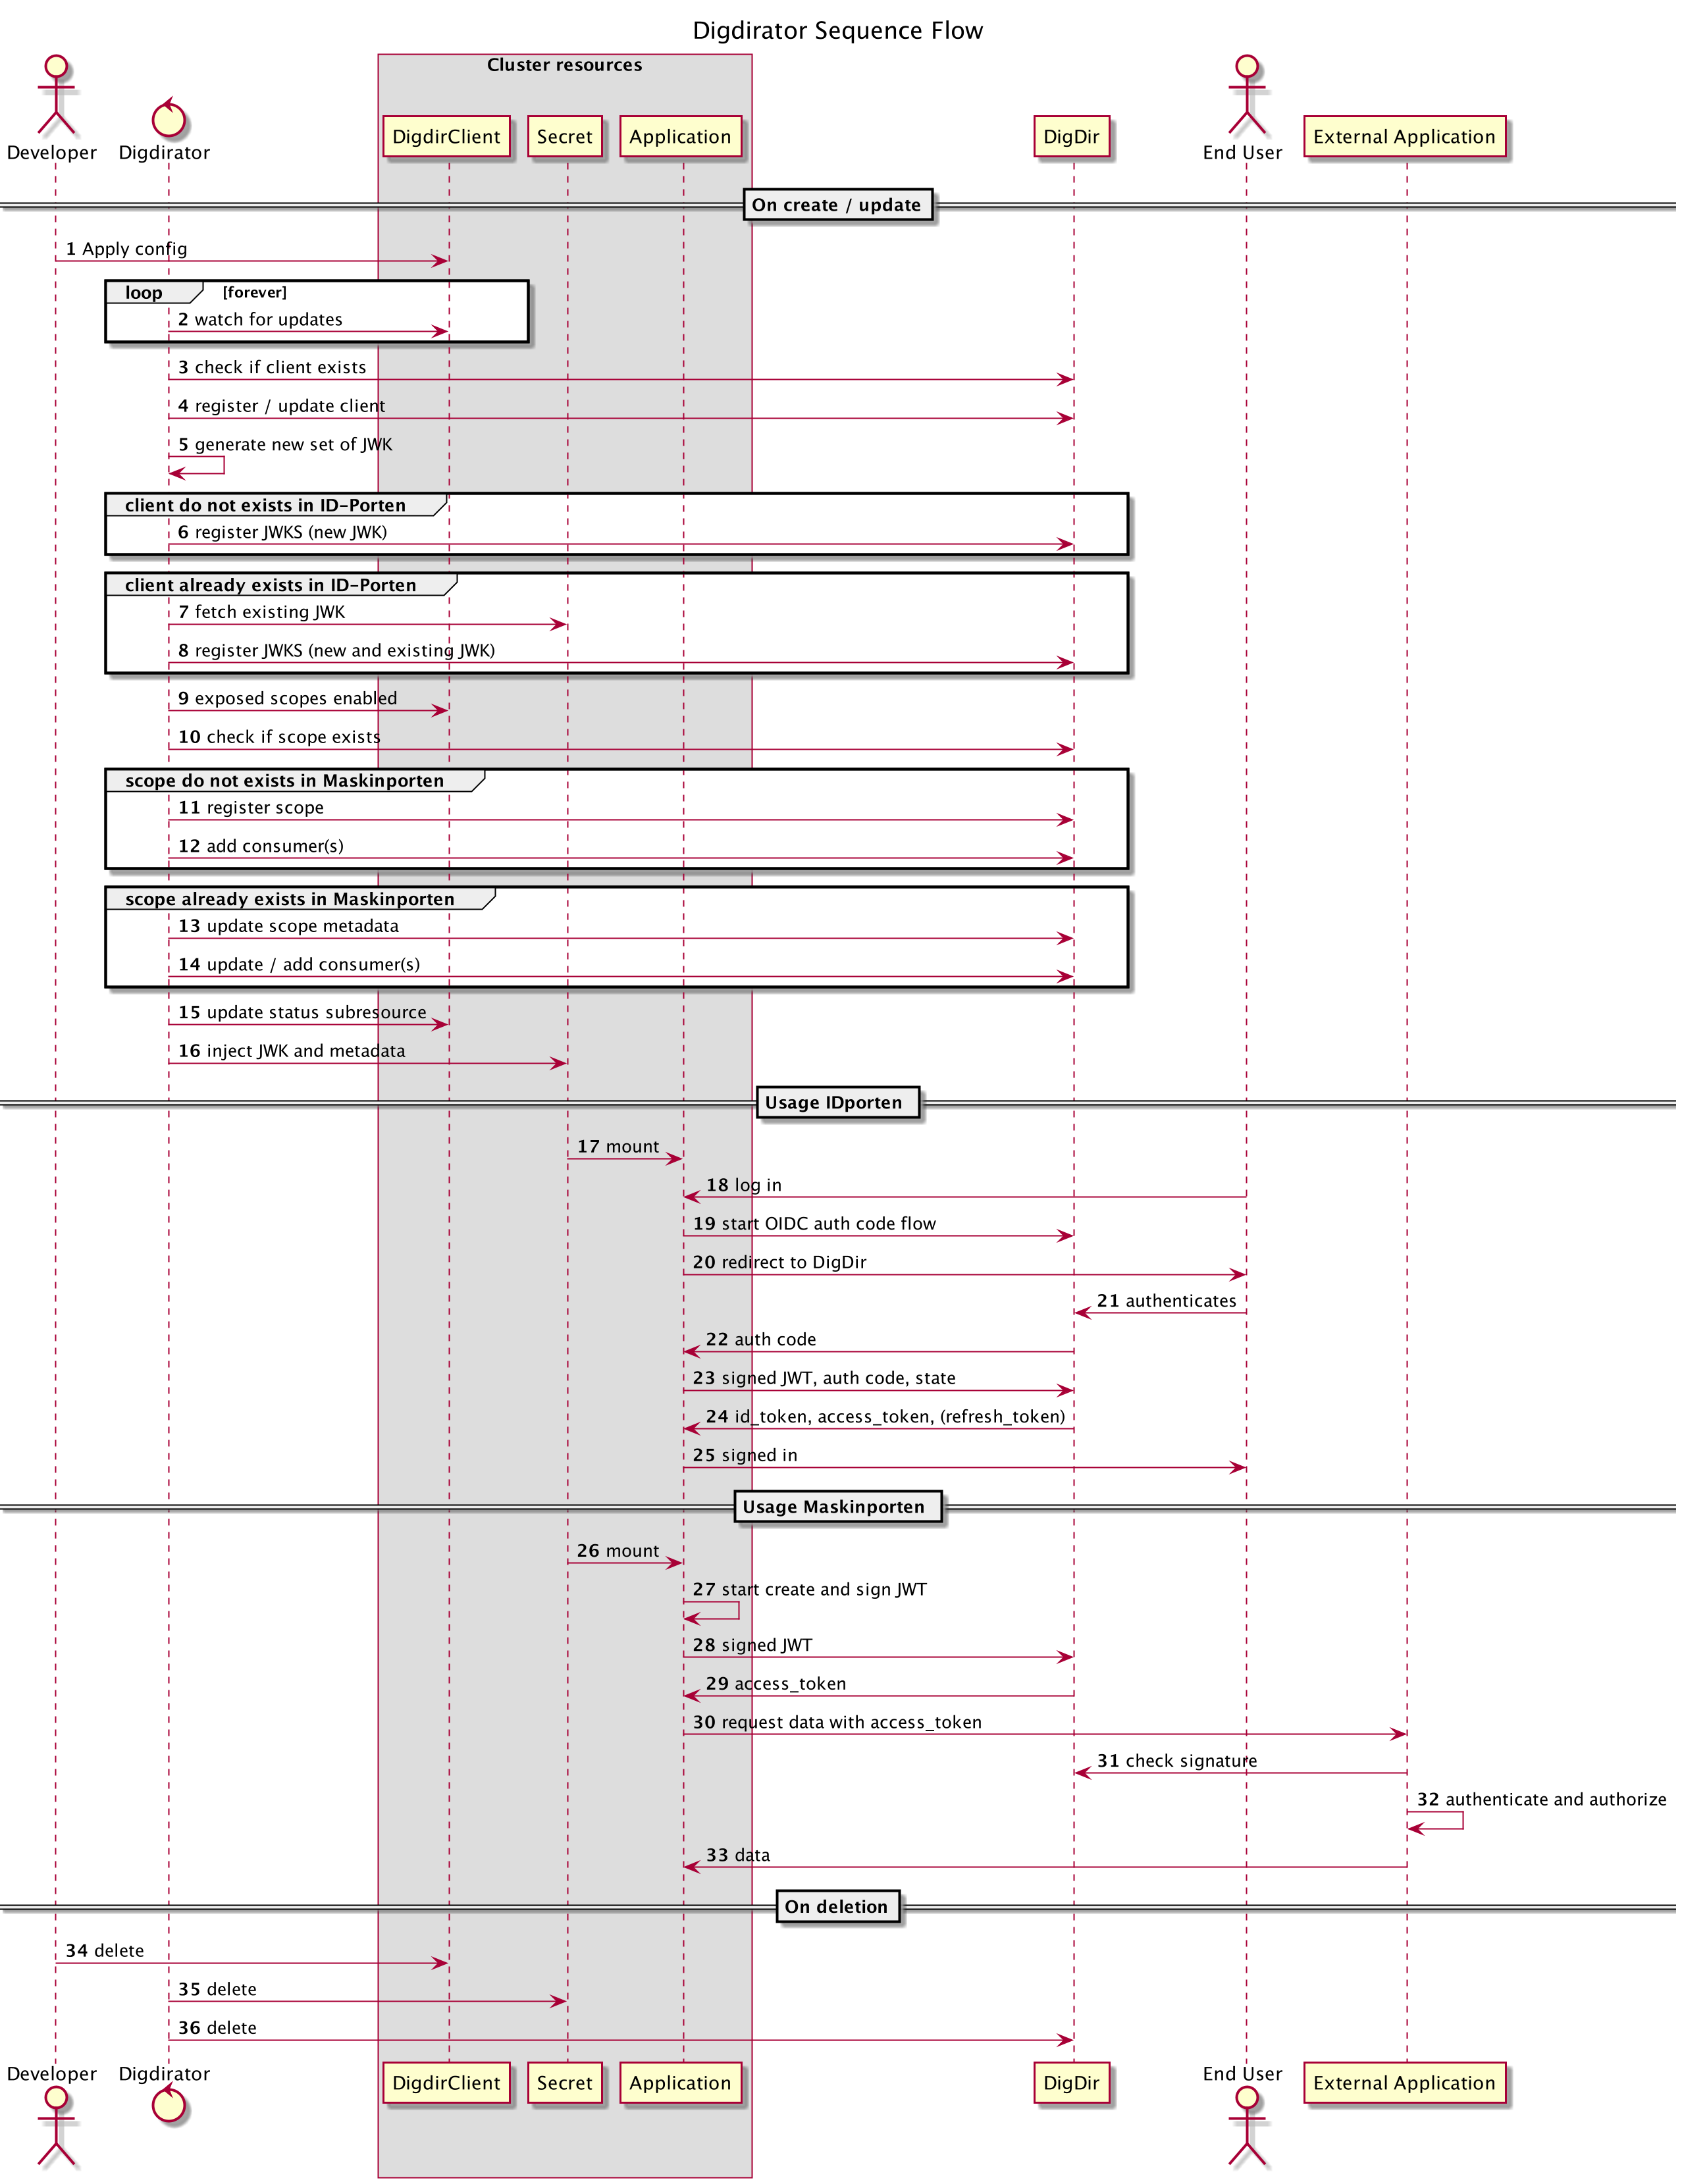 Digdirator Sequence Flow
Cluster resources
Developer
Digdirator
DigdirClient
Secret
Application
DigDir
End User
External Application
On create / update
1 Apply config
loop [forever]
2 watch for updates
3 check if client exists
4 register / update client
5 generate new set of JWK
client do not exists in ID-Porten
6 register JWKS (new JWK)
client already exists in ID-Porten
7 fetch existing JWK
8 register JWKS (new and existing JWK)
9 exposed scopes enabled
10 check if scope exists
scope do not exists in Maskinporten
11 register scope
12 add consumer(s)
scope already exists in Maskinporten
13 update scope metadata
14 update / add consumer(s)
15 update status subresource
16 inject JWK and metadata
Usage IDporten
17 mount
18 log in
19 start OIDC auth code flow
20 redirect to DigDir
21 authenticates
22 auth code
23 signed JWT, auth code, state
24 id_token, access_token, (refresh_token)
25 signed in
Usage Maskinporten
26 mount
27 start create and sign JWT
28 signed JWT
29 access_token
30 request data with access_token
31 check signature
32 authenticate and authorize
33 data
On deletion
34 delete
35 delete
36 delete
Developer
Digdirator
DigdirClient
Secret
Application
DigDir
End User
External Application